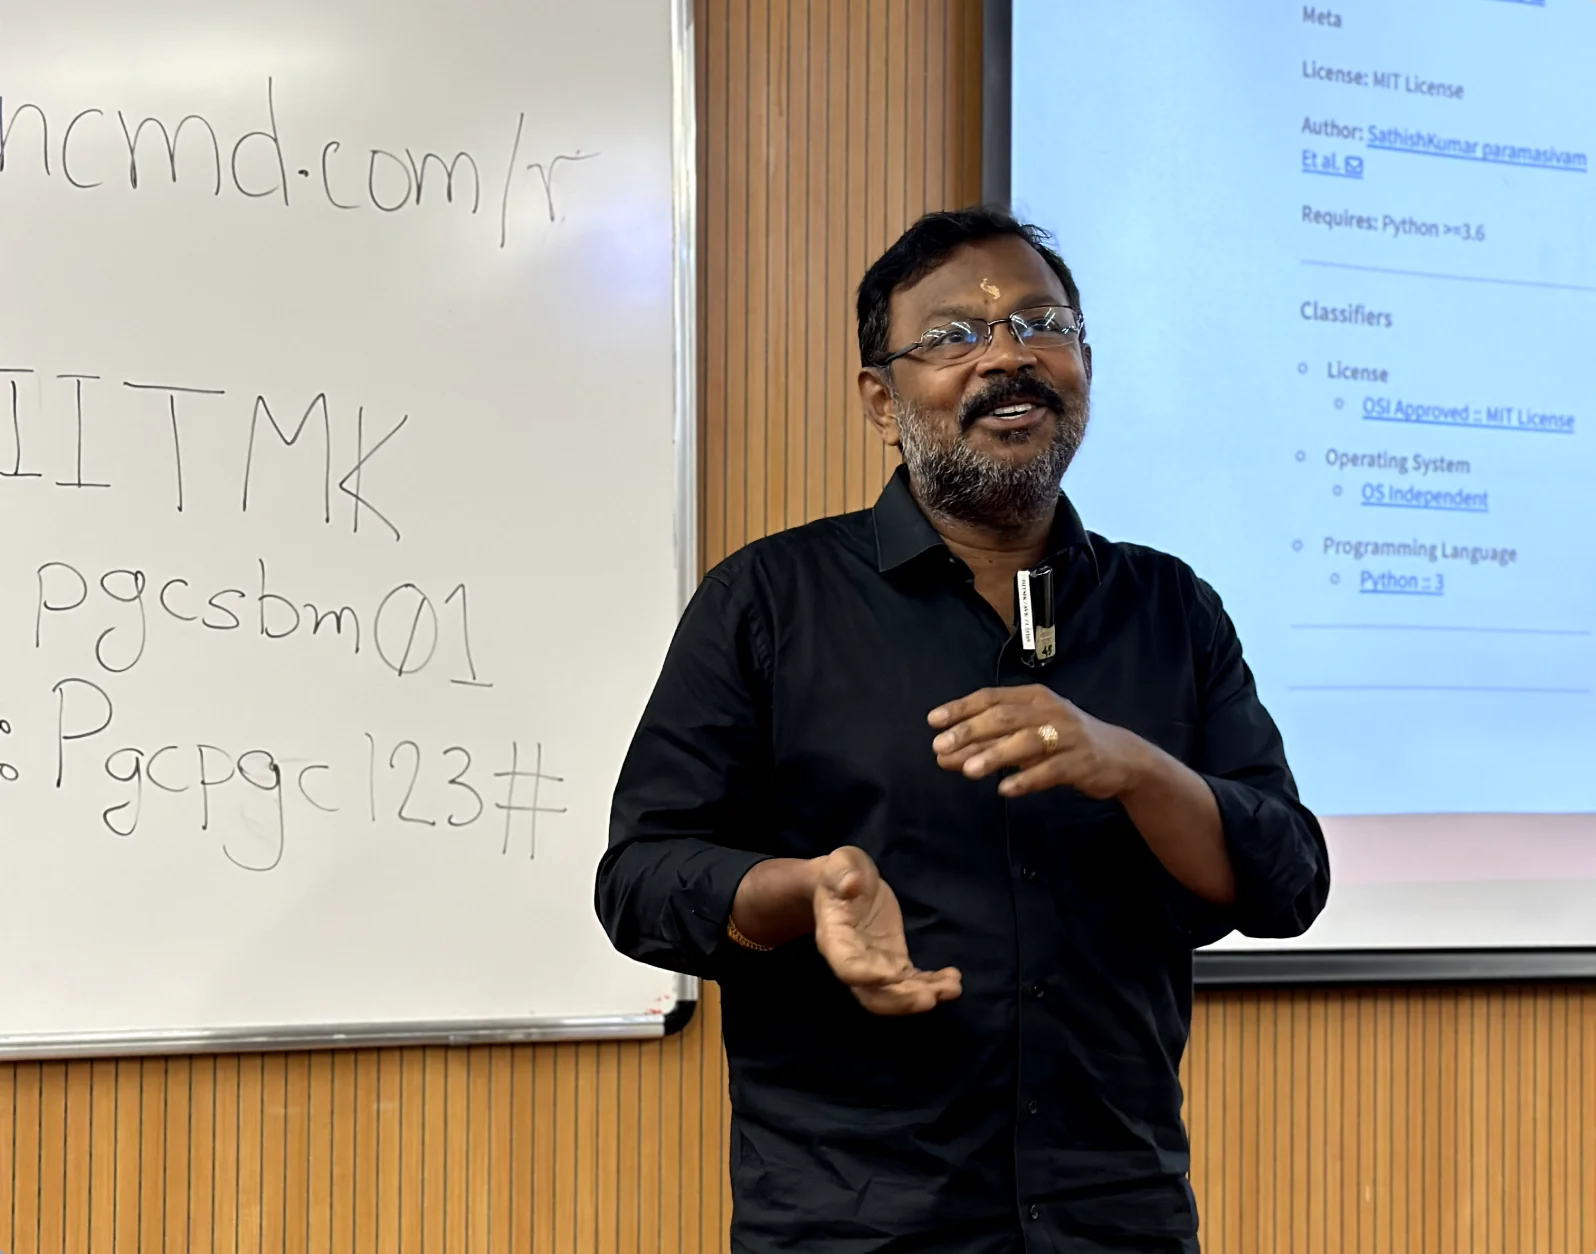 ncmd.com/r
IITMK
pgcsbm01
: Pgcpgc123#
Meta
License: MIT License
Author: SathishKumar paramasivam
Et al.
Requires: Python >=3.6
Classifiers
License
OSI Approved :: MIT License
Operating System
OS Independent
Programming Language
Python :: 3
48